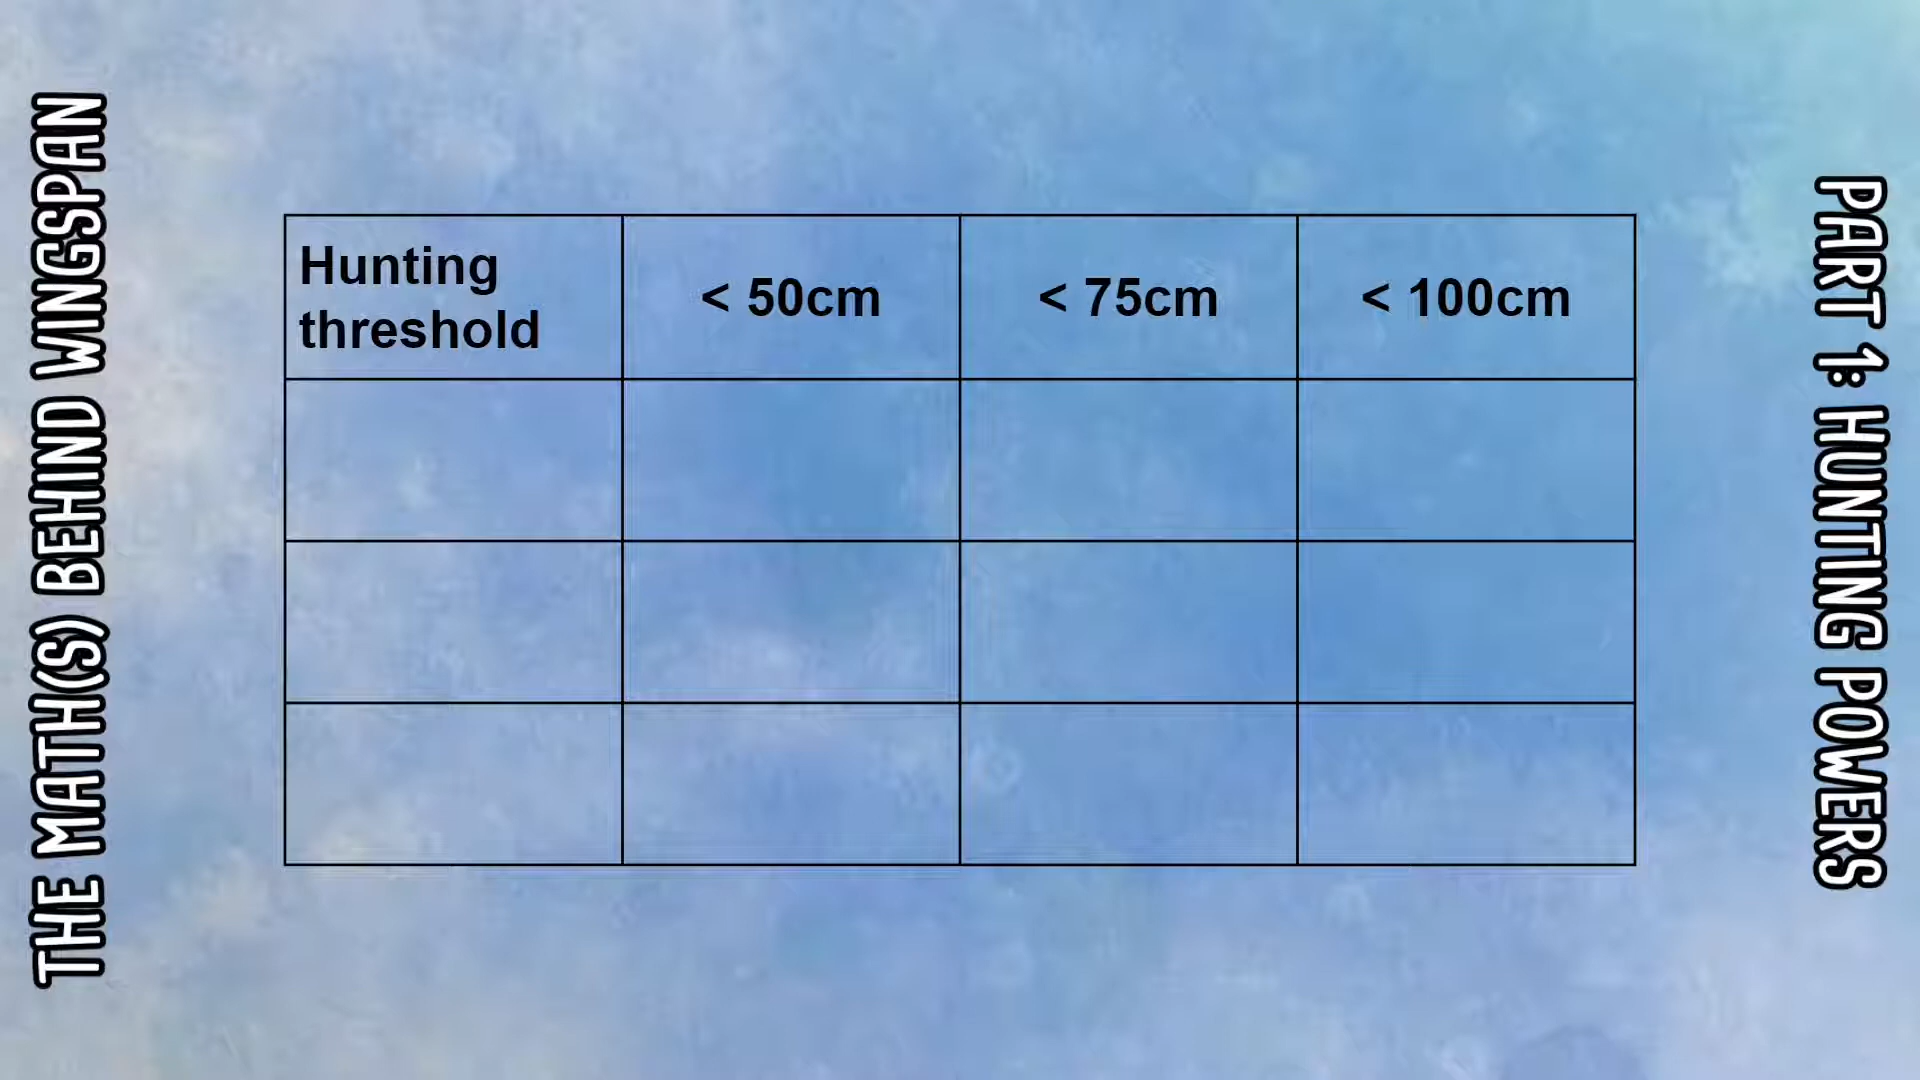 THE MATH(S) BEHIND WINGSPAN
Hunting
threshold
< 50cm
< 75cm
< 100cm
PART 1: HUNTING POWERS